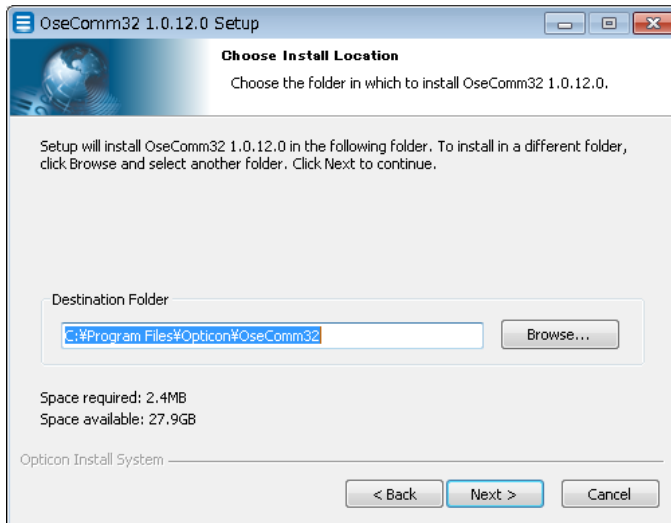 OseComm32 1.0.12.0 Setup
Choose Install Location
Choose the folder in which to install OseComm32 1.0.12.0.
Setup will install OseComm32 1.0.12.0 in the following folder. To install in a different folder,
click Browse and select another folder. Click Next to continue.
Destination Folder
C:¥Program Files¥Opticon¥OseComm32
Browse...
Space required: 2.4MB
Space available: 27.9GB
Opticon Install System
< Back
Next >
Cancel